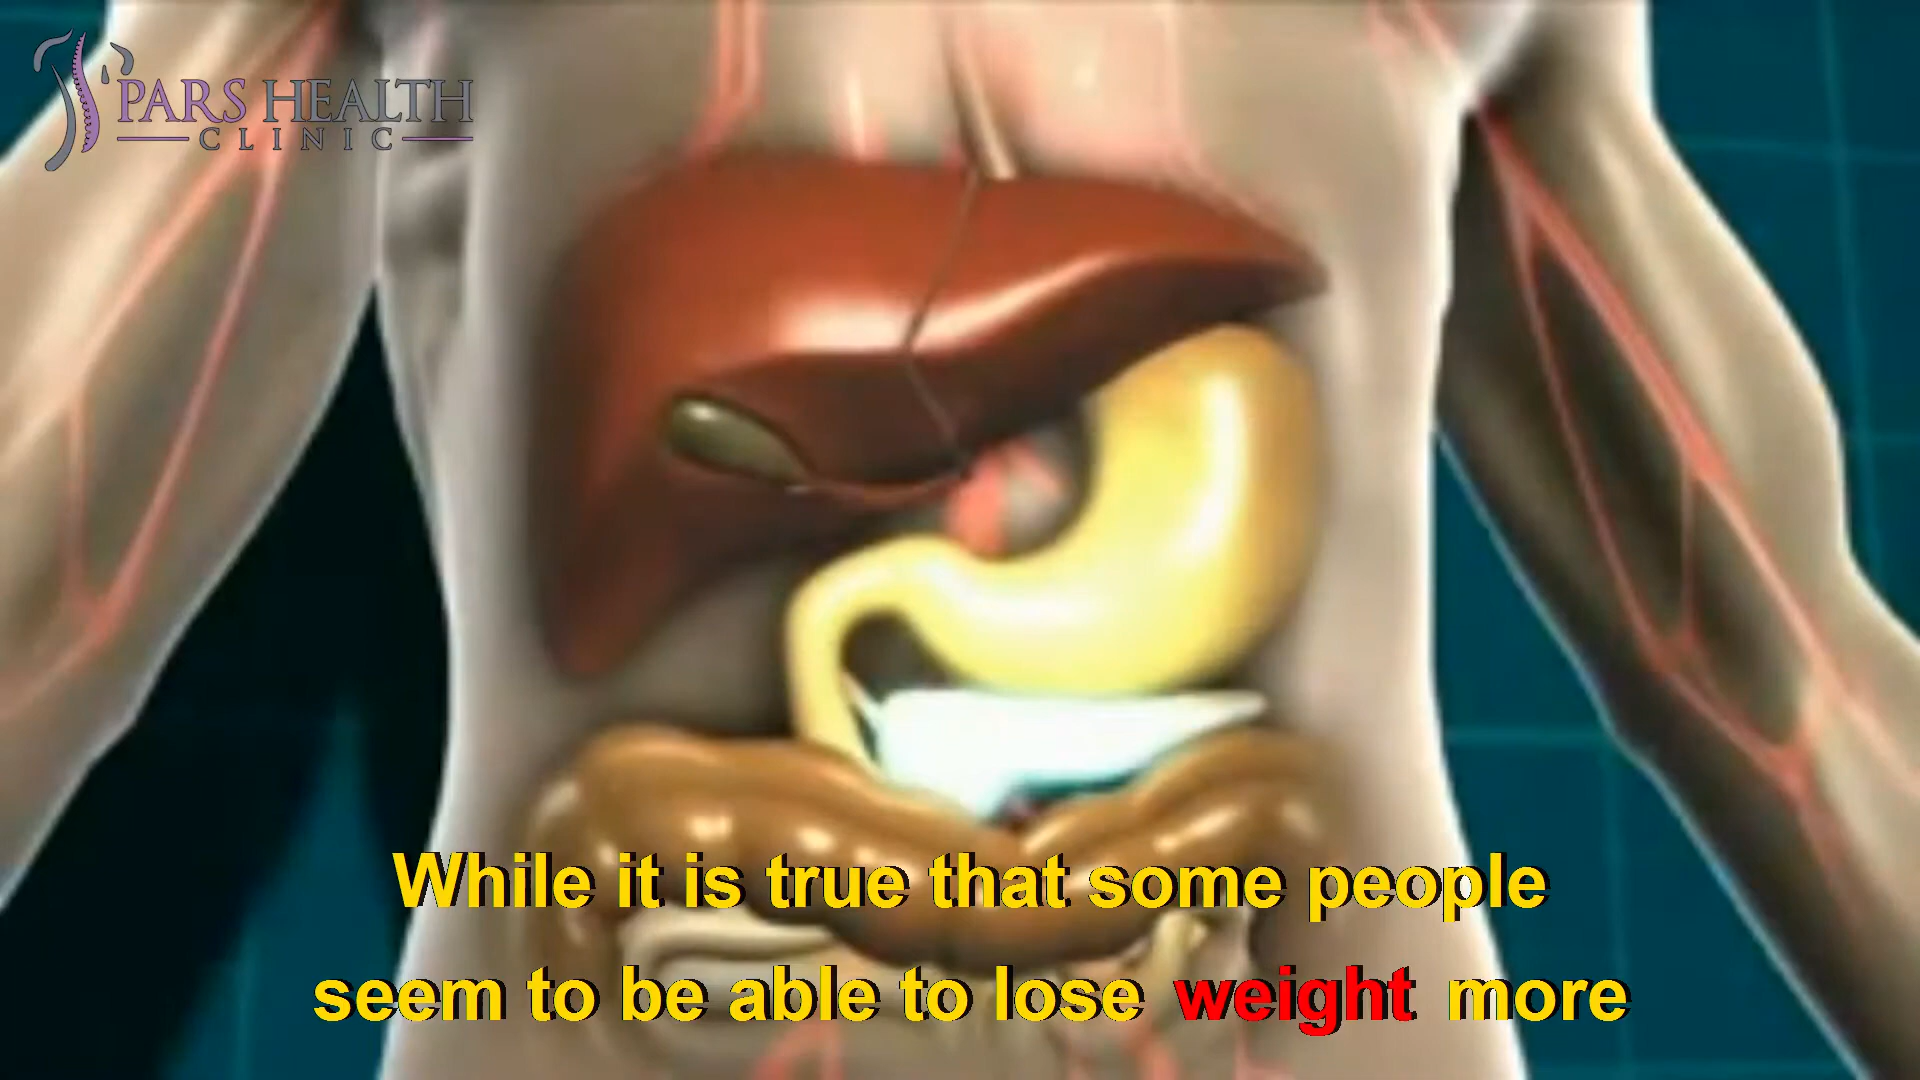 PARS HEALTH
CLINIC
While it is true that some people
seem to be able to lose weight more